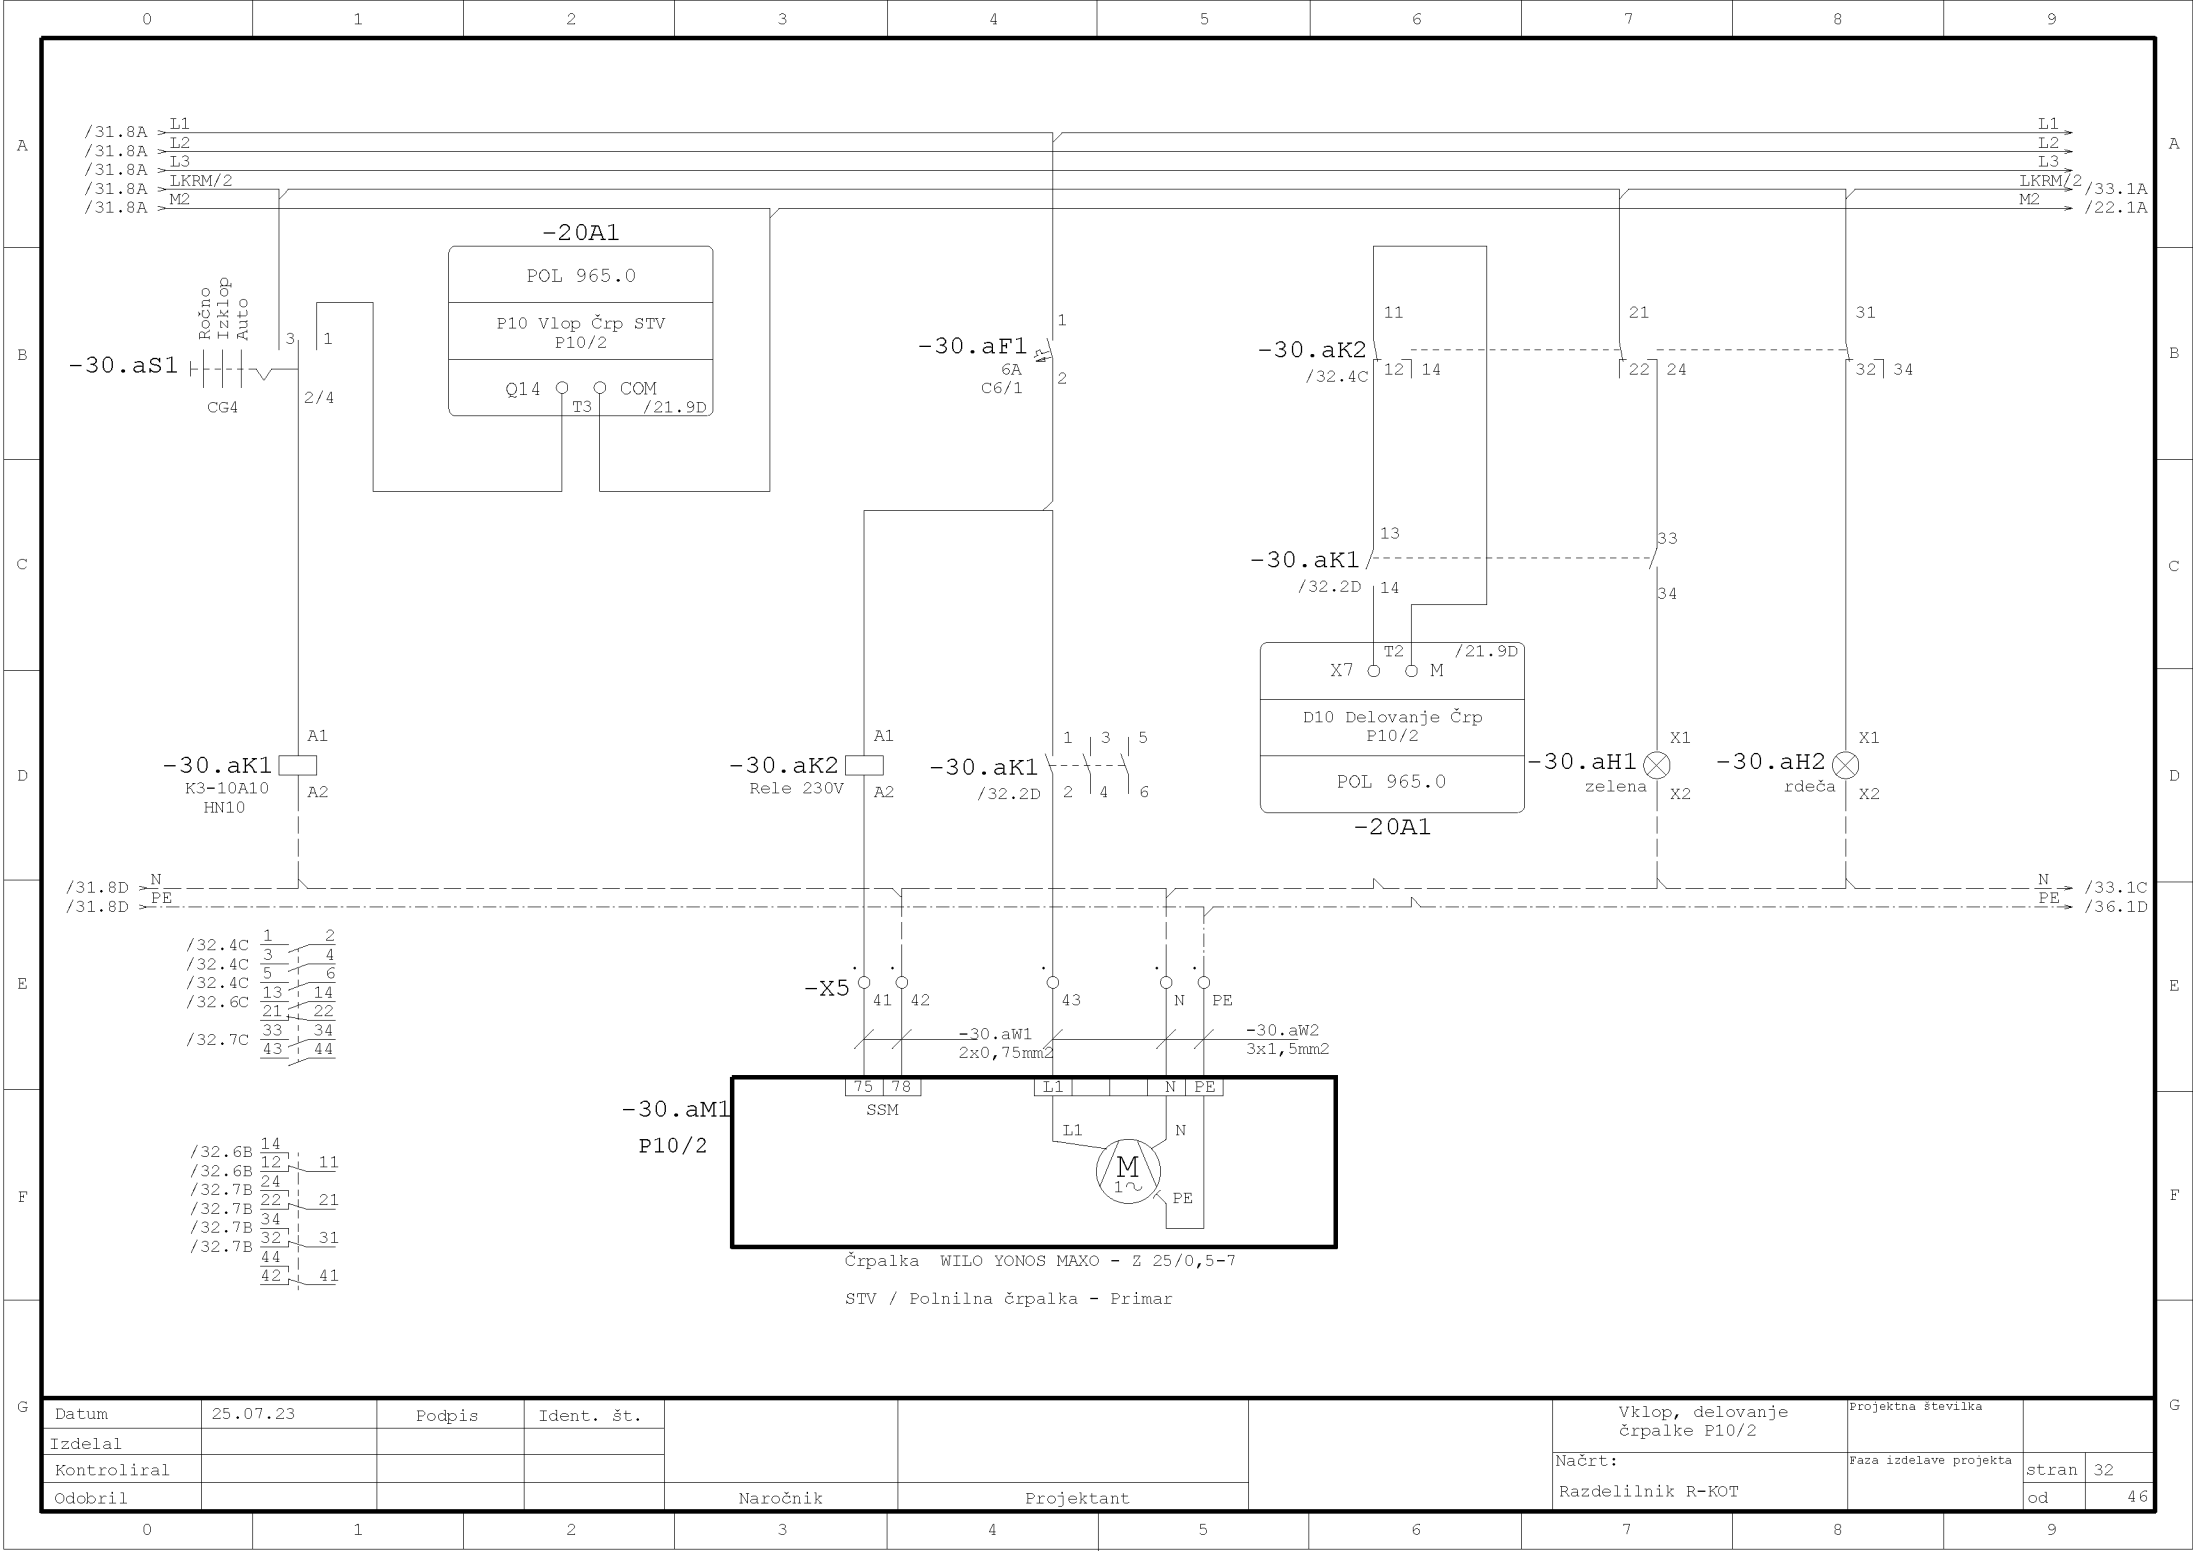 0 1 2 3 4 5 6 7 8 9
A A
/31.8A L1 L1
/31.8A L2 L2
/31.8A L3 L3
/31.8A LKRM/2 LKRM/2 /33.1A
/31.8A M2 M2 /22.1A
-20A1
POL 965.0
P10 Vlop Črp STV
P10/2
Q14 COM
T3 /21.9D
B B
Ročno
Izklop
Auto
3 1
-30.aS1
CG4
2/4
1
-30.aF1
6A
C6/1
2
11 21 31
-30.aK2
/32.4C
12 14 22 24 32 34
C C
13 33
-30.aK1
/32.2D
14 34
T2 /21.9D
X7 M
D10 Delovanje Črp
P10/2
POL 965.0
-20A1
D D
A1
-30.aK1
K3-10A10
HN10
A2
A1
-30.aK2
Rele 230V
A2
1 3 5
-30.aK1
/32.2D
2 4 6
X1
-30.aH1
zelena
X2
X1
-30.aH2
rdeča
X2
/31.8D N N /33.1C
/31.8D PE PE /36.1D
E E
/32.4C 1 2
/32.4C 3 4
/32.4C 5 6
/32.6C 13 14
21 22
/32.7C 33 34
43 44
-X5 41 42 43 N PE
-30.aW1
2x0,75mm2
-30.aW2
3x1,5mm2
75 78 L1 N PE
SSM
-30.aM1
P10/2
L1 N
M
1~
PE
F F
/32.6B 14
/32.6B 12 11
/32.7B 24
/32.7B 22 21
/32.7B 34
/32.7B 32 31
44
42 41
Črpalka WILO YONOS MAXO - Z 25/0,5-7
STV / Polnilna črpalka - Primar
G G
Datum 25.07.23 Podpis Ident. št.
Izdelal
Kontroliral
Odobril
Naročnik
Projektant
Vklop, delovanje
črpalke P10/2
Načrt:
Razdelilnik R-KOT
Projektna številka
Faza izdelave projekta
stran 32
od 46
0 1 2 3 4 5 6 7 8 9